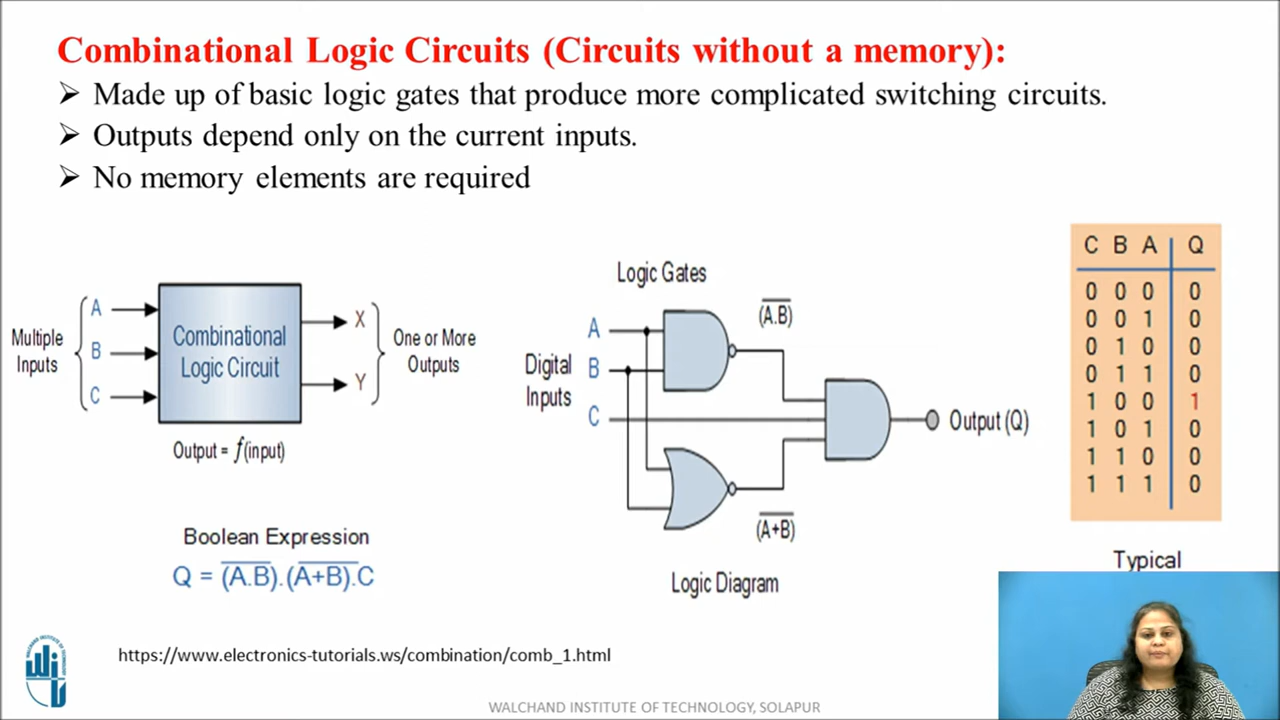 Combinational Logic Circuits (Circuits without a memory):
➢ Made up of basic logic gates that produce more complicated switching circuits.
➢ Outputs depend only on the current inputs.
➢ No memory elements are required
Multiple
Inputs
A
B
C
Combinational
Logic Circuit
X
Y
One or More
Outputs
Output = f(input)
Boolean Expression
Q = (A̅.̅B̅).(A̅+̅B̅).C
Logic Gates
Digital
Inputs
A
B
C
(A̅.̅B̅)
(A̅+̅B̅)
Output (Q)
Logic Diagram
C B A Q
0 0 0 0
0 0 1 0
0 1 0 0
0 1 1 0
1 0 0 1
1 0 1 0
1 1 0 0
1 1 1 0
Typical
https://www.electronics-tutorials.ws/combination/comb_1.html
WALCHAND INSTITUTE OF TECHNOLOGY, SOLAPUR